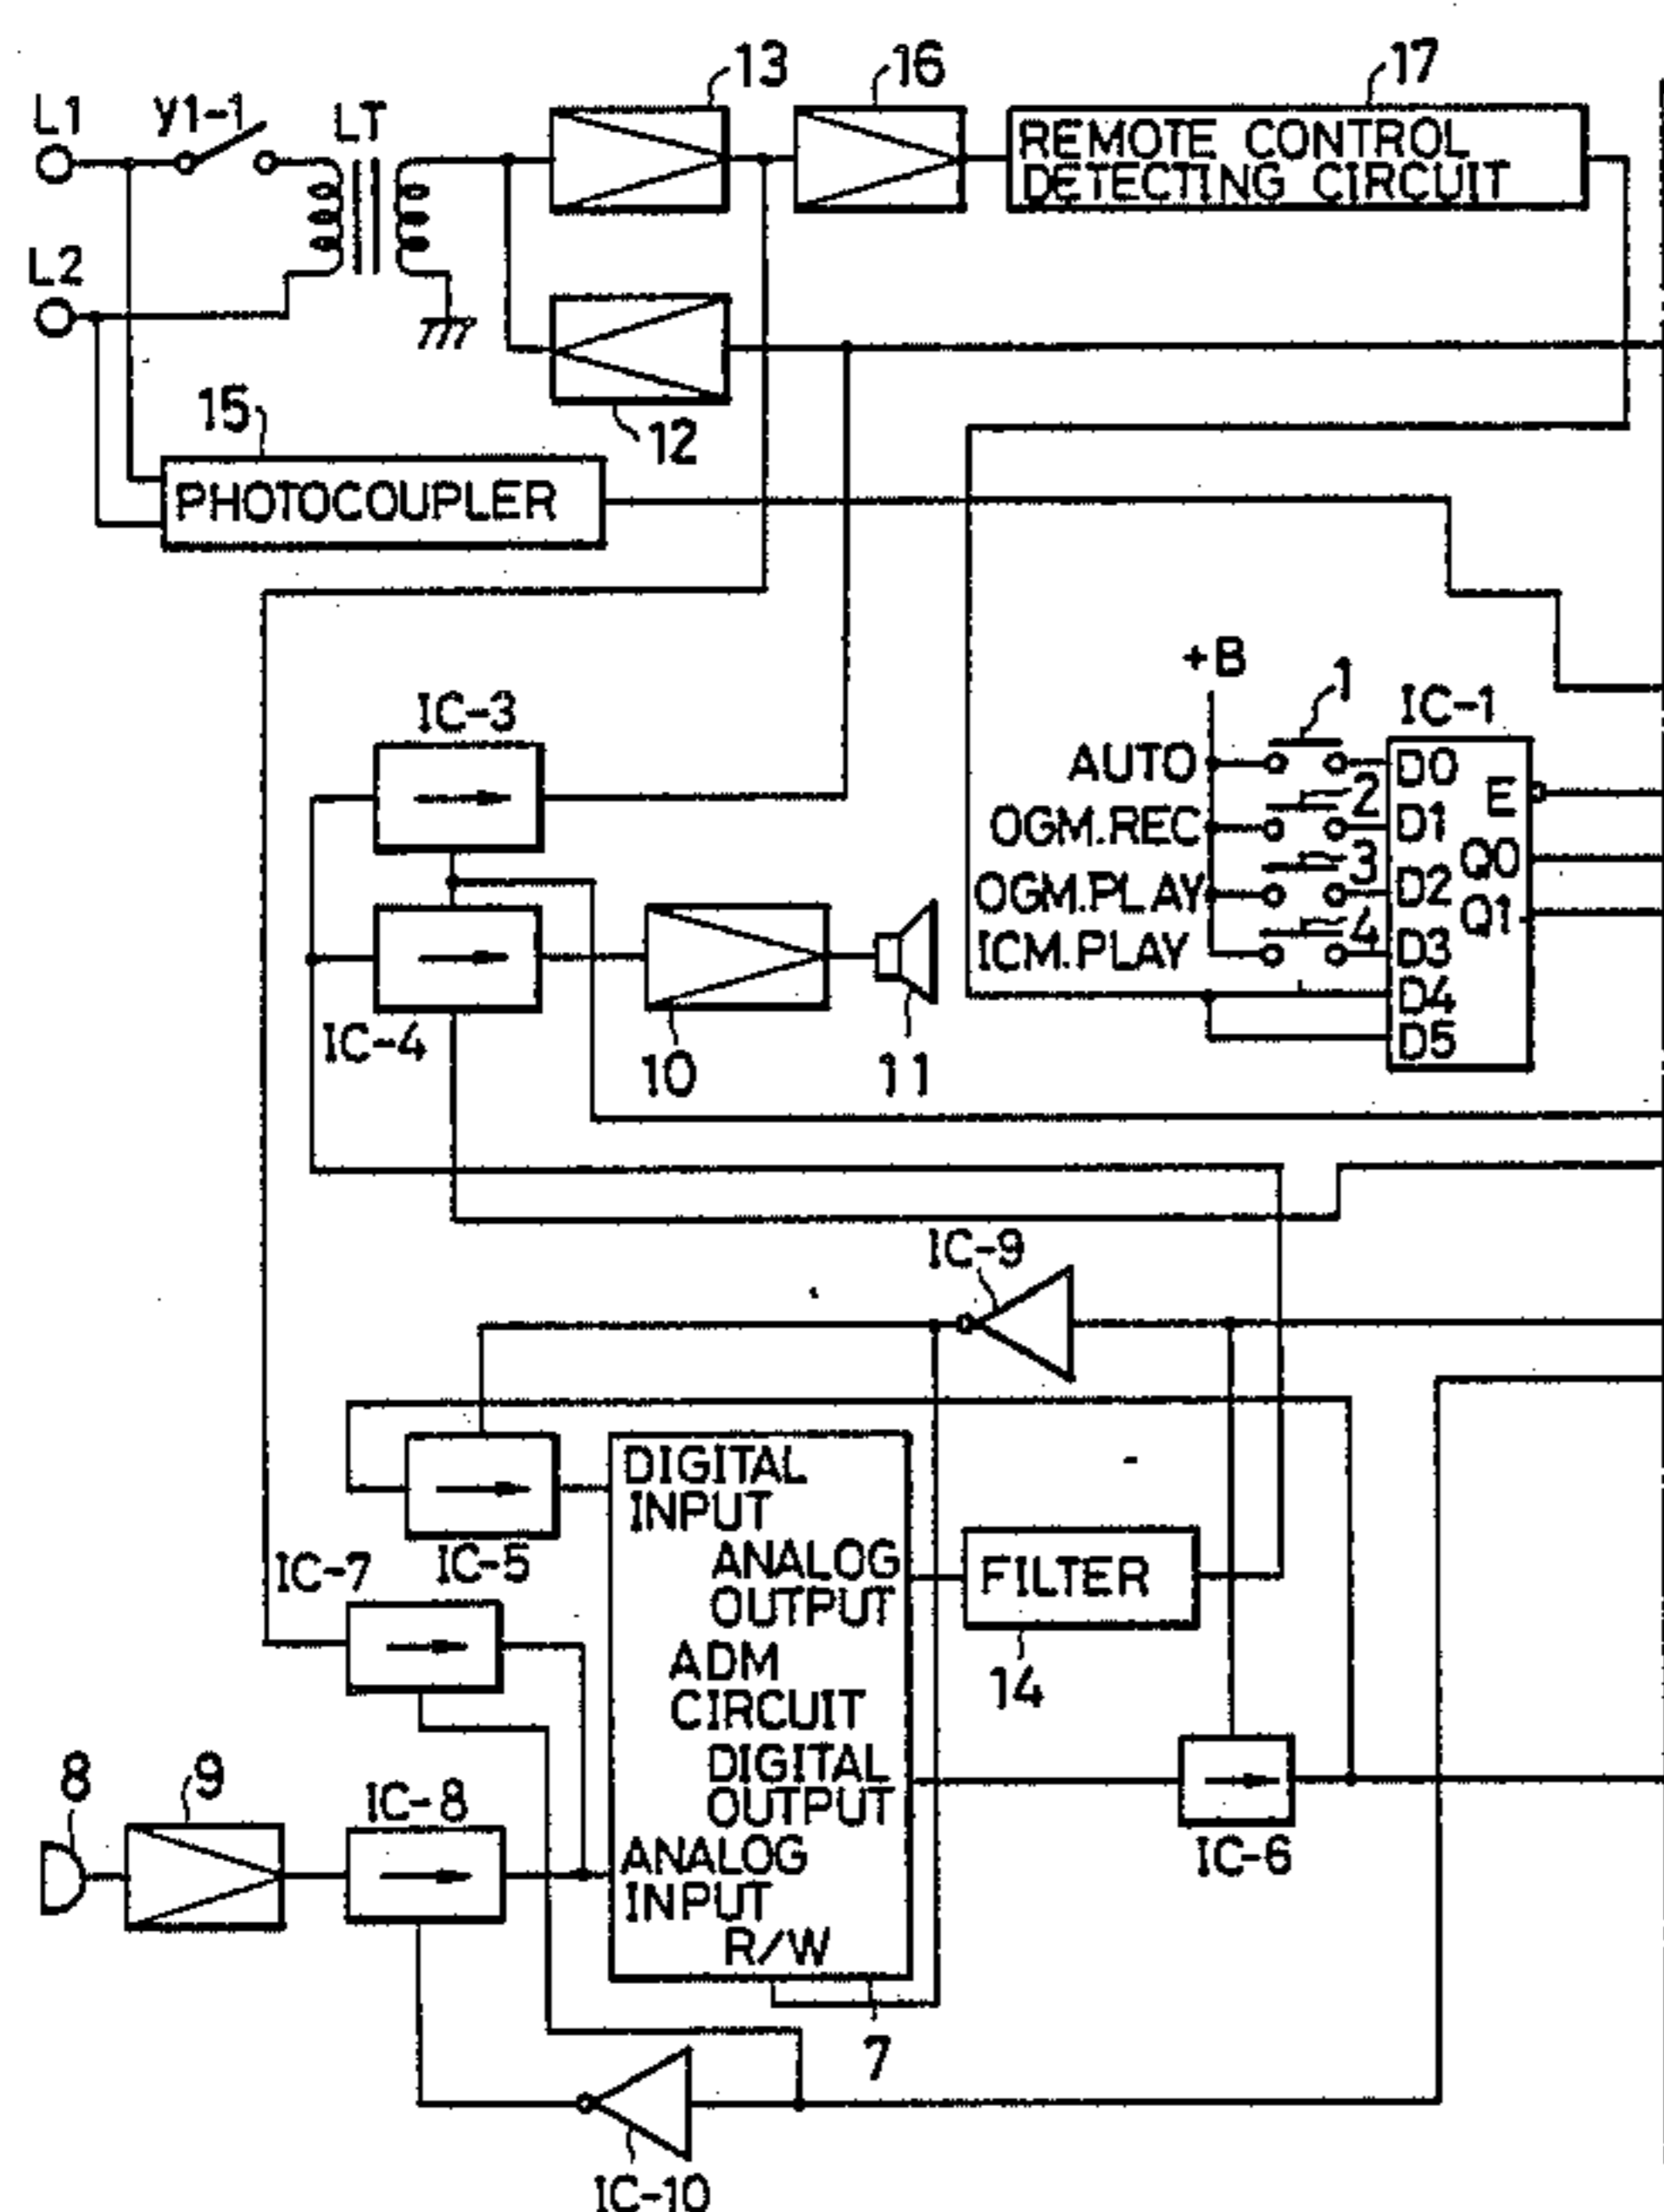 13
16
17
L1
y1-1
LT
REMOTE CONTROL
DETECTING CIRCUIT
L2
15
12
PHOTOCOUPLER
+B
1
IC-3
IC-1
AUTO
D0
E
2
OGM.REC
D1
3
Q0
OGM.PLAY
D2
Q1
4
ICM.PLAY
D3
D4
IC-4
D5
10
11
IC-9
DIGITAL
INPUT
IC-7
IC-5
ANALOG
OUTPUT
FILTER
ADM
CIRCUIT
14
8
9
IC-8
DIGITAL
OUTPUT
IC-6
ANALOG
INPUT
R/W
7
IC-10